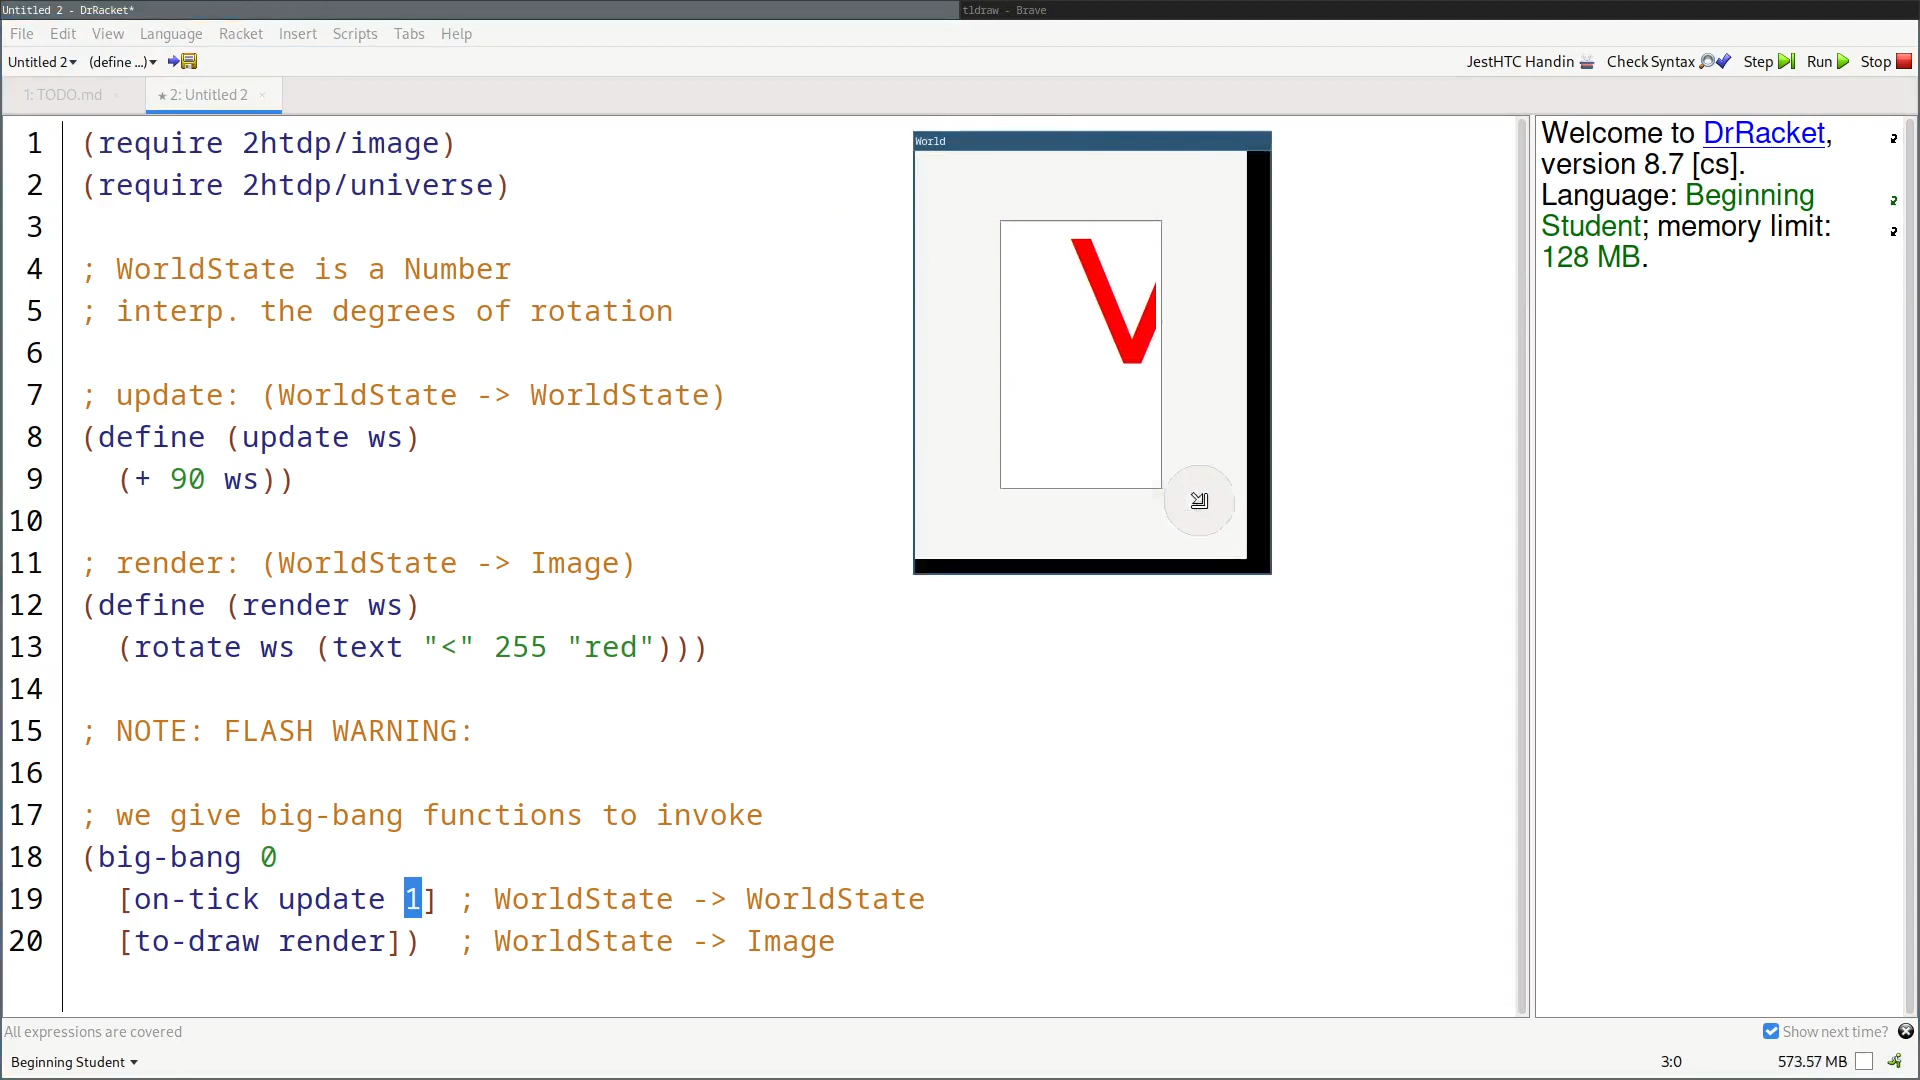 Untitled 2 - DrRacket*
tldraw - Brave
File Edit View Language Racket Insert Scripts Tabs Help
Untitled 2 (define ...) JestHTC Handin Check Syntax Step Run Stop
1: TODO.md 2: Untitled 2
1 (require 2htdp/image)
2 (require 2htdp/universe)
3
4 ; WorldState is a Number
5 ; interp. the degrees of rotation
6
7 ; update: (WorldState -> WorldState)
8 (define (update ws)
9 (+ 90 ws))
10
11 ; render: (WorldState -> Image)
12 (define (render ws)
13 (rotate ws (text "<" 255 "red")))
14
15 ; NOTE: FLASH WARNING:
16
17 ; we give big-bang functions to invoke
18 (big-bang 0
19 [on-tick update 1] ; WorldState -> WorldState
20 [to-draw render]) ; WorldState -> Image
World
Welcome to DrRacket,
version 8.7 [cs].
Language: Beginning
Student; memory limit:
128 MB.
All expressions are covered
Show next time?
Beginning Student
3:0
573.57 MB